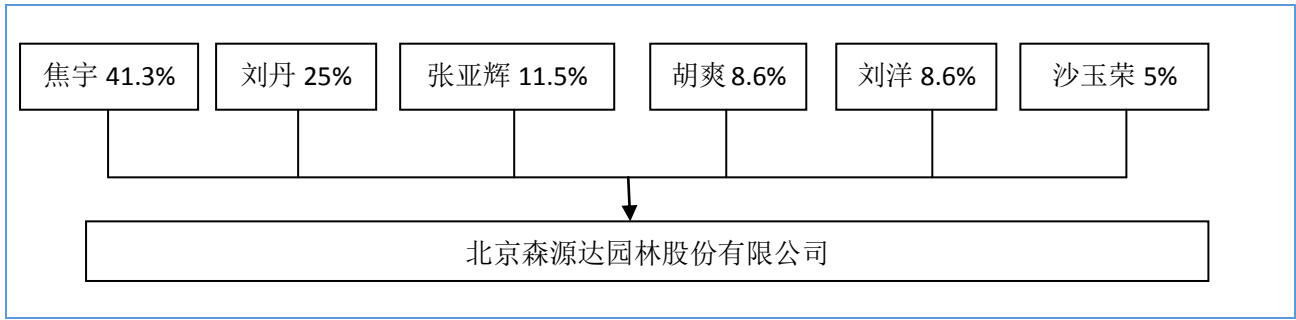 焦宇 41.3%
刘丹 25%
张亚辉 11.5%
胡爽 8.6%
刘洋 8.6%
沙玉荣 5%
北京森源达园林股份有限公司